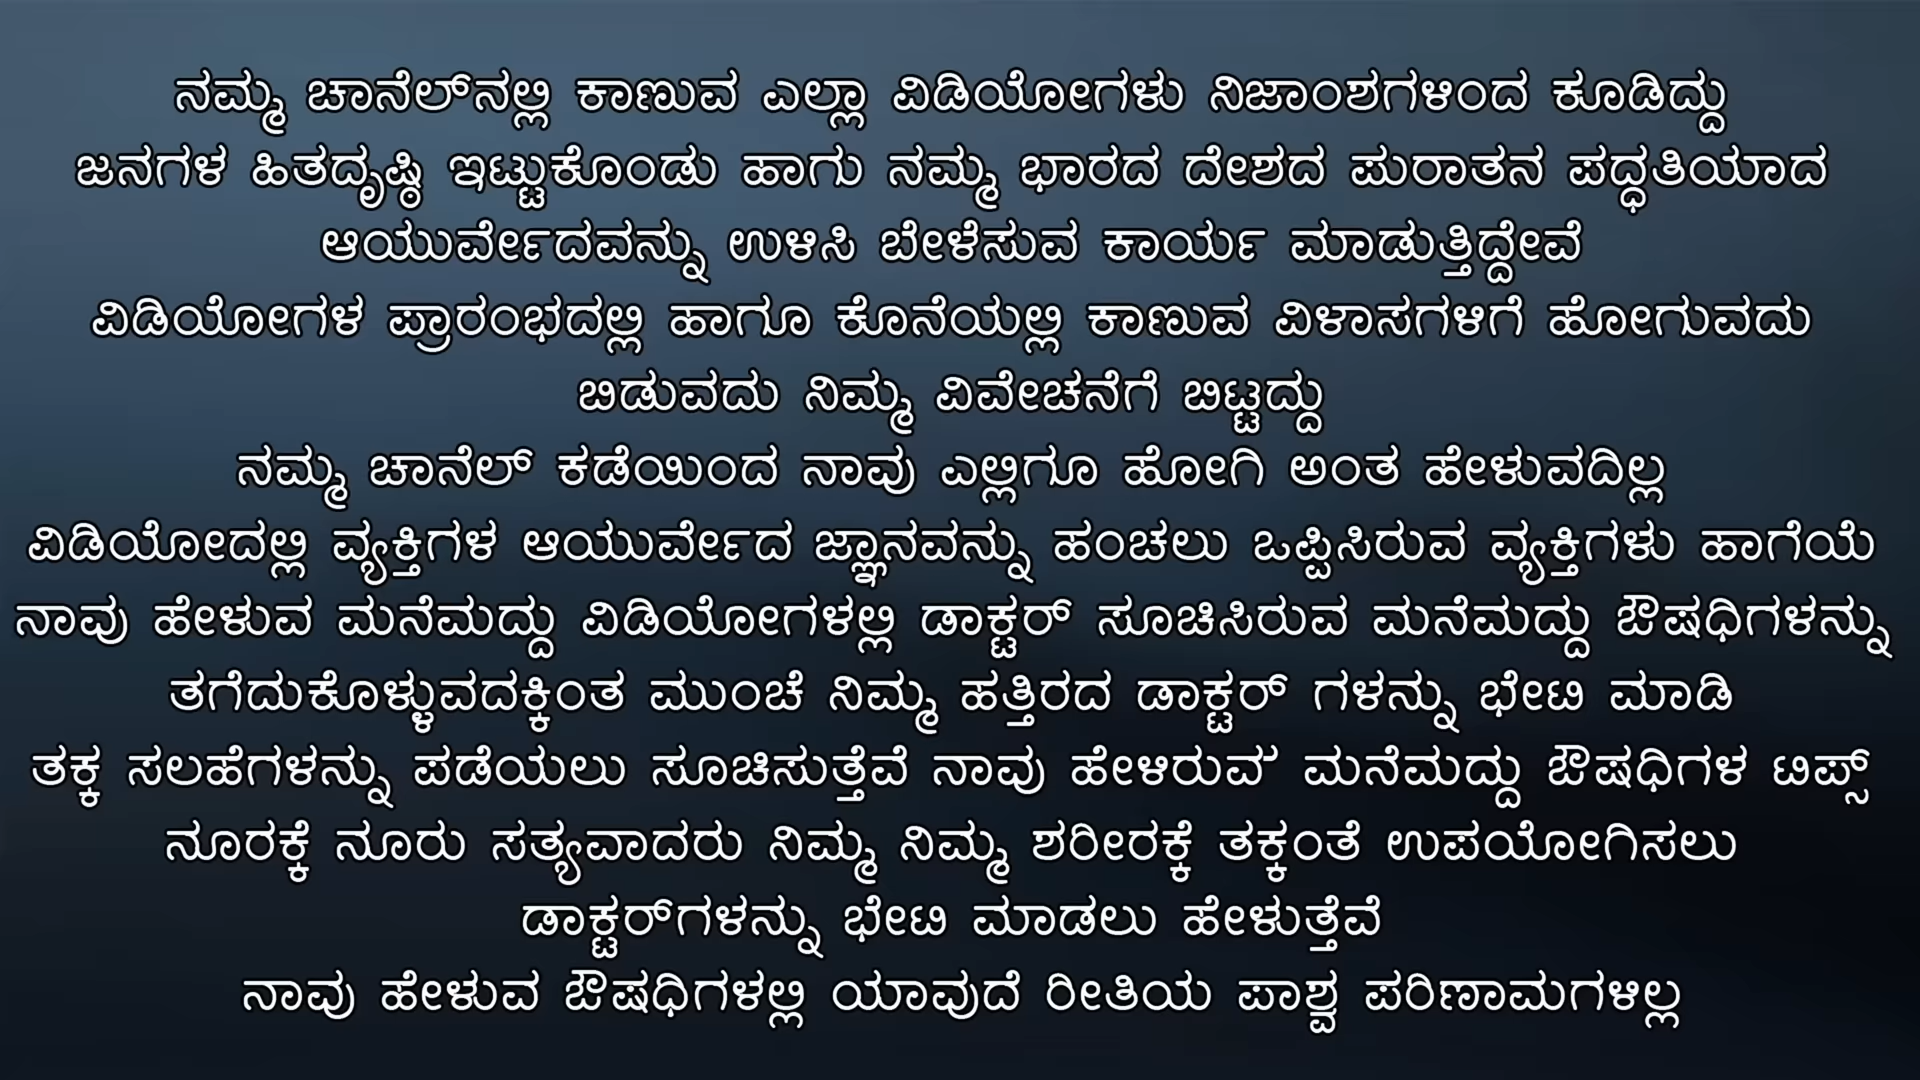 ನಮ್ಮ ಚಾನೆಲ್‌ನಲ್ಲಿ ಕಾಣುವ ಎಲ್ಲಾ ವಿಡಿಯೋಗಳು ನಿಜಾಂಶಗಳಿಂದ ಕೂಡಿದ್ದು
ಜನಗಳ ಹಿತದೃಷ್ಠಿ ಇಟ್ಟುಕೊಂಡು ಹಾಗು ನಮ್ಮ ಭಾರದ ದೇಶದ ಪುರಾತನ ಪದ್ಧತಿಯಾದ
ಆಯುರ್ವೇದವನ್ನು ಉಳಿಸಿ ಬೇಳೆಸುವ ಕಾರ್ಯ ಮಾಡುತ್ತಿದ್ದೇವೆ
ವಿಡಿಯೋಗಳ ಪ್ರಾರಂಭದಲ್ಲಿ ಹಾಗೂ ಕೊನೆಯಲ್ಲಿ ಕಾಣುವ ವಿಳಾಸಗಳಿಗೆ ಹೋಗುವದು
ಬಿಡುವದು ನಿಮ್ಮ ವಿವೇಚನೆಗೆ ಬಿಟ್ಟದ್ದು
ನಮ್ಮ ಚಾನೆಲ್ ಕಡೆಯಿಂದ ನಾವು ಎಲ್ಲಿಗೂ ಹೋಗಿ ಅಂತ ಹೇಳುವದಿಲ್ಲ
ವಿಡಿಯೋದಲ್ಲಿ ವ್ಯಕ್ತಿಗಳ ಆಯುರ್ವೇದ ಜ್ಞಾನವನ್ನು ಹಂಚಲು ಒಪ್ಪಿಸಿರುವ ವ್ಯಕ್ತಿಗಳು ಹಾಗೆಯೆ
ನಾವು ಹೇಳುವ ಮನೆಮದ್ದು ವಿಡಿಯೋಗಳಲ್ಲಿ ಡಾಕ್ಟರ್ ಸೂಚಿಸಿರುವ ಮನೆಮದ್ದು ಔಷಧಿಗಳನ್ನು
ತಗೆದುಕೊಳ್ಳುವದಕ್ಕಿಂತ ಮುಂಚೆ ನಿಮ್ಮ ಹತ್ತಿರದ ಡಾಕ್ಟರ್ ಗಳನ್ನು ಭೇಟಿ ಮಾಡಿ
ತಕ್ಕ ಸಲಹೆಗಳನ್ನು ಪಡೆಯಲು ಸೂಚಿಸುತ್ತೆವೆ ನಾವು ಹೇಳಿರುವ ಮನೆಮದ್ದು ಔಷಧಿಗಳ ಟಿಪ್ಸ್
ನೂರಕ್ಕೆ ನೂರು ಸತ್ಯವಾದರು ನಿಮ್ಮ ನಿಮ್ಮ ಶರೀರಕ್ಕೆ ತಕ್ಕಂತೆ ಉಪಯೋಗಿಸಲು
ಡಾಕ್ಟರ್‌ಗಳನ್ನು ಭೇಟಿ ಮಾಡಲು ಹೇಳುತ್ತೆವೆ
ನಾವು ಹೇಳುವ ಔಷಧಿಗಳಲ್ಲಿ ಯಾವುದೆ ರೀತಿಯ ಪಾಶ್ವ ಪರಿಣಾಮಗಳಿಲ್ಲ